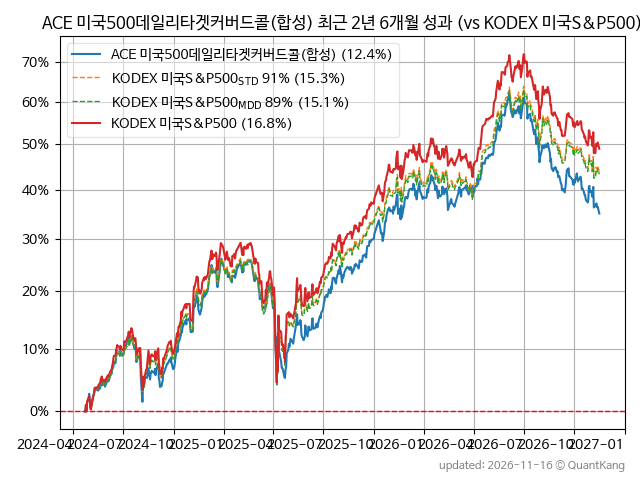 ACE 미국500데일리타겟커버드콜(합성) 최근 2년 6개월 성과 (vs KODEX 미국S&P500)
ACE 미국500데일리타겟커버드콜(합성) (12.4%)
KODEX 미국S&P500STD 91% (15.3%)
KODEX 미국S&P500MDD 89% (15.1%)
KODEX 미국S&P500 (16.8%)
70%
60%
50%
40%
30%
20%
10%
0%
2024-04 2024-07 2024-10 2025-01 2025-04 2025-07 2025-10 2026-01 2026-04 2026-07 2026-10 2027-01
updated: 2026-11-16 © QuantKang